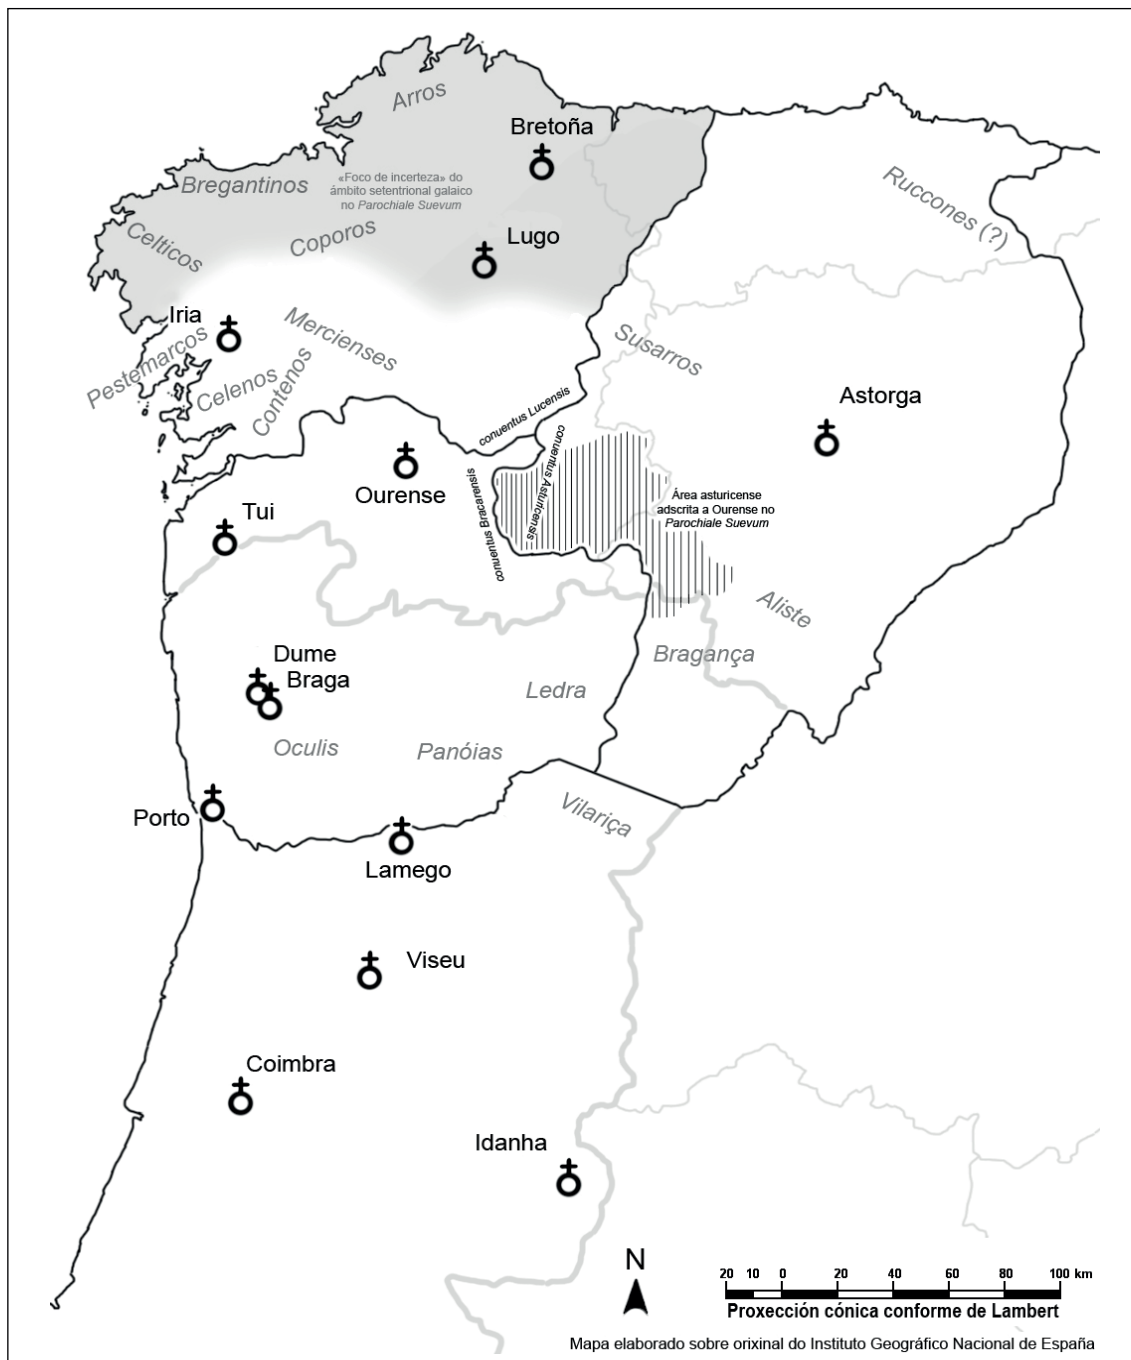 Arros
Bretoña
«Foco de incerteza» do
ámbito setentrional galaico
no Parochiale Suevum
Bregantinos
Ruccones (?)
Celticos
Coporos
Lugo
Iria
Mercienses
Pestemarcos
Susarros
Celenos
Contenos
Astorga
conuentus Lucensis
conuentus Asturicensis
conuentus Bracarensis
Ourense
Área asturicense
adscrita a Ourense no
Parochiale Suevum
Tui
Aliste
Dume
Braga
Bragança
Ledra
Oculis
Panóias
Porto
Vilariça
Lamego
Viseu
Coimbra
Idanha
N
20 10 0 20 40 60 80 100 km
Proxección cónica conforme de Lambert
Mapa elaborado sobre orixinal do Instituto Geográfico Nacional de España